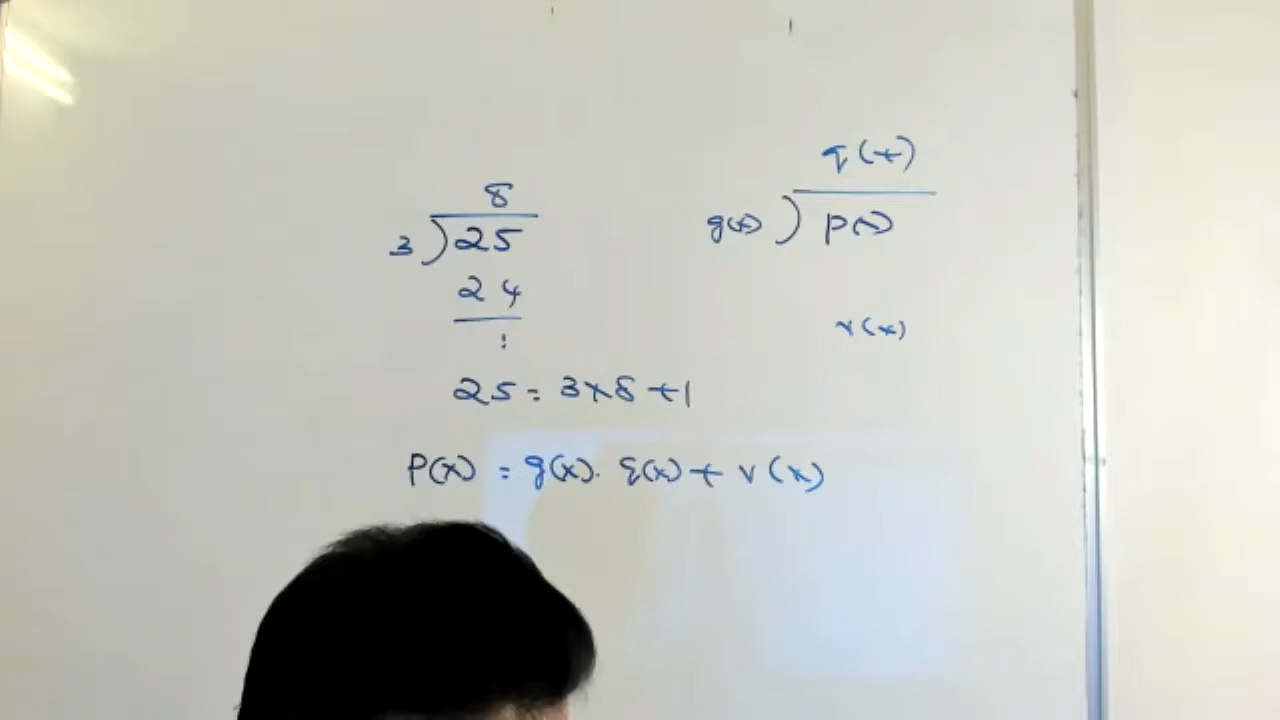 8
3 ) 25
24
1
25 = 3×8 + 1
q(x)
g(x) ) p(x)
r(x)
P(x) = g(x). q(x) + r(x)